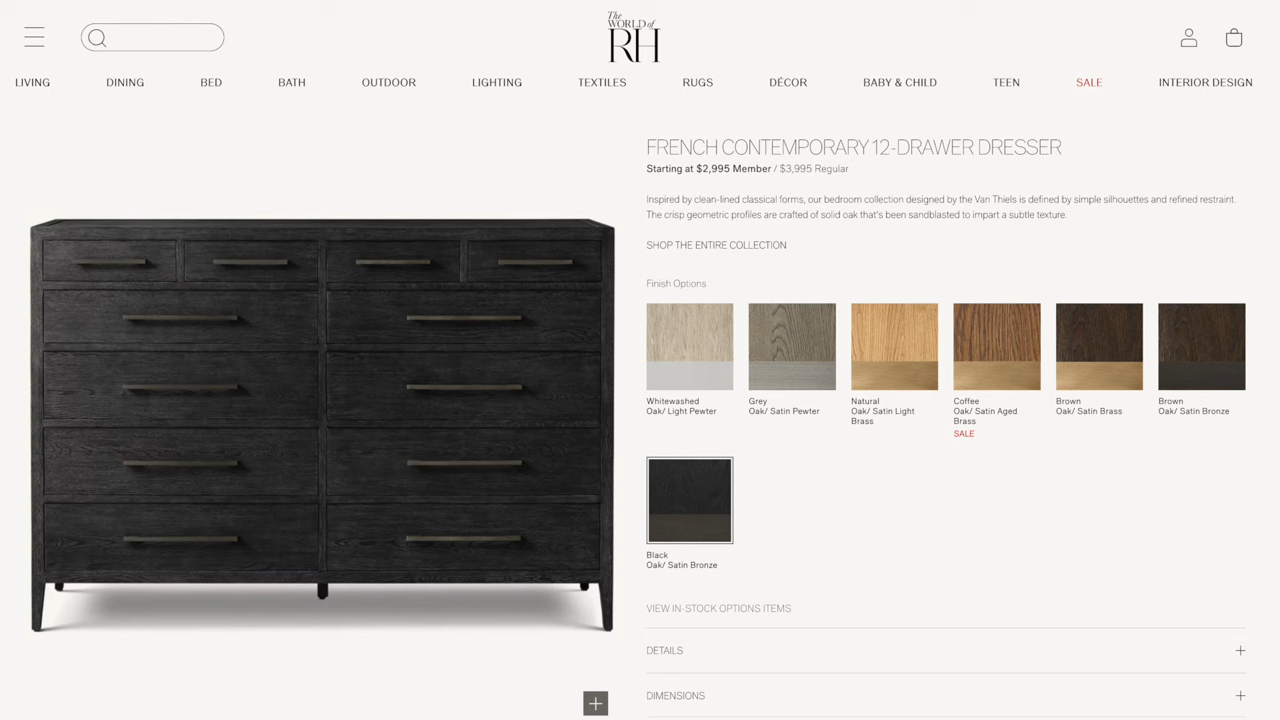 The
WORLD of
RH
LIVING DINING BED BATH OUTDOOR LIGHTING TEXTILES RUGS DÉCOR BABY & CHILD TEEN SALE INTERIOR DESIGN
FRENCH CONTEMPORARY 12-DRAWER DRESSER
Starting at $2,995 Member / $3,995 Regular
Inspired by clean-lined classical forms, our bedroom collection designed by the Van Thiels is defined by simple silhouettes and refined restraint.
The crisp geometric profiles are crafted of solid oak that's been sandblasted to impart a subtle texture.
SHOP THE ENTIRE COLLECTION
Finish Options
Whitewashed
Oak/ Light Pewter
Grey
Oak/ Satin Pewter
Natural
Oak/ Satin Light
Brass
Coffee
Oak/ Satin Aged
Brass
SALE
Brown
Oak/ Satin Brass
Brown
Oak/ Satin Bronze
Black
Oak/ Satin Bronze
VIEW IN-STOCK OPTIONS ITEMS
DETAILS
DIMENSIONS